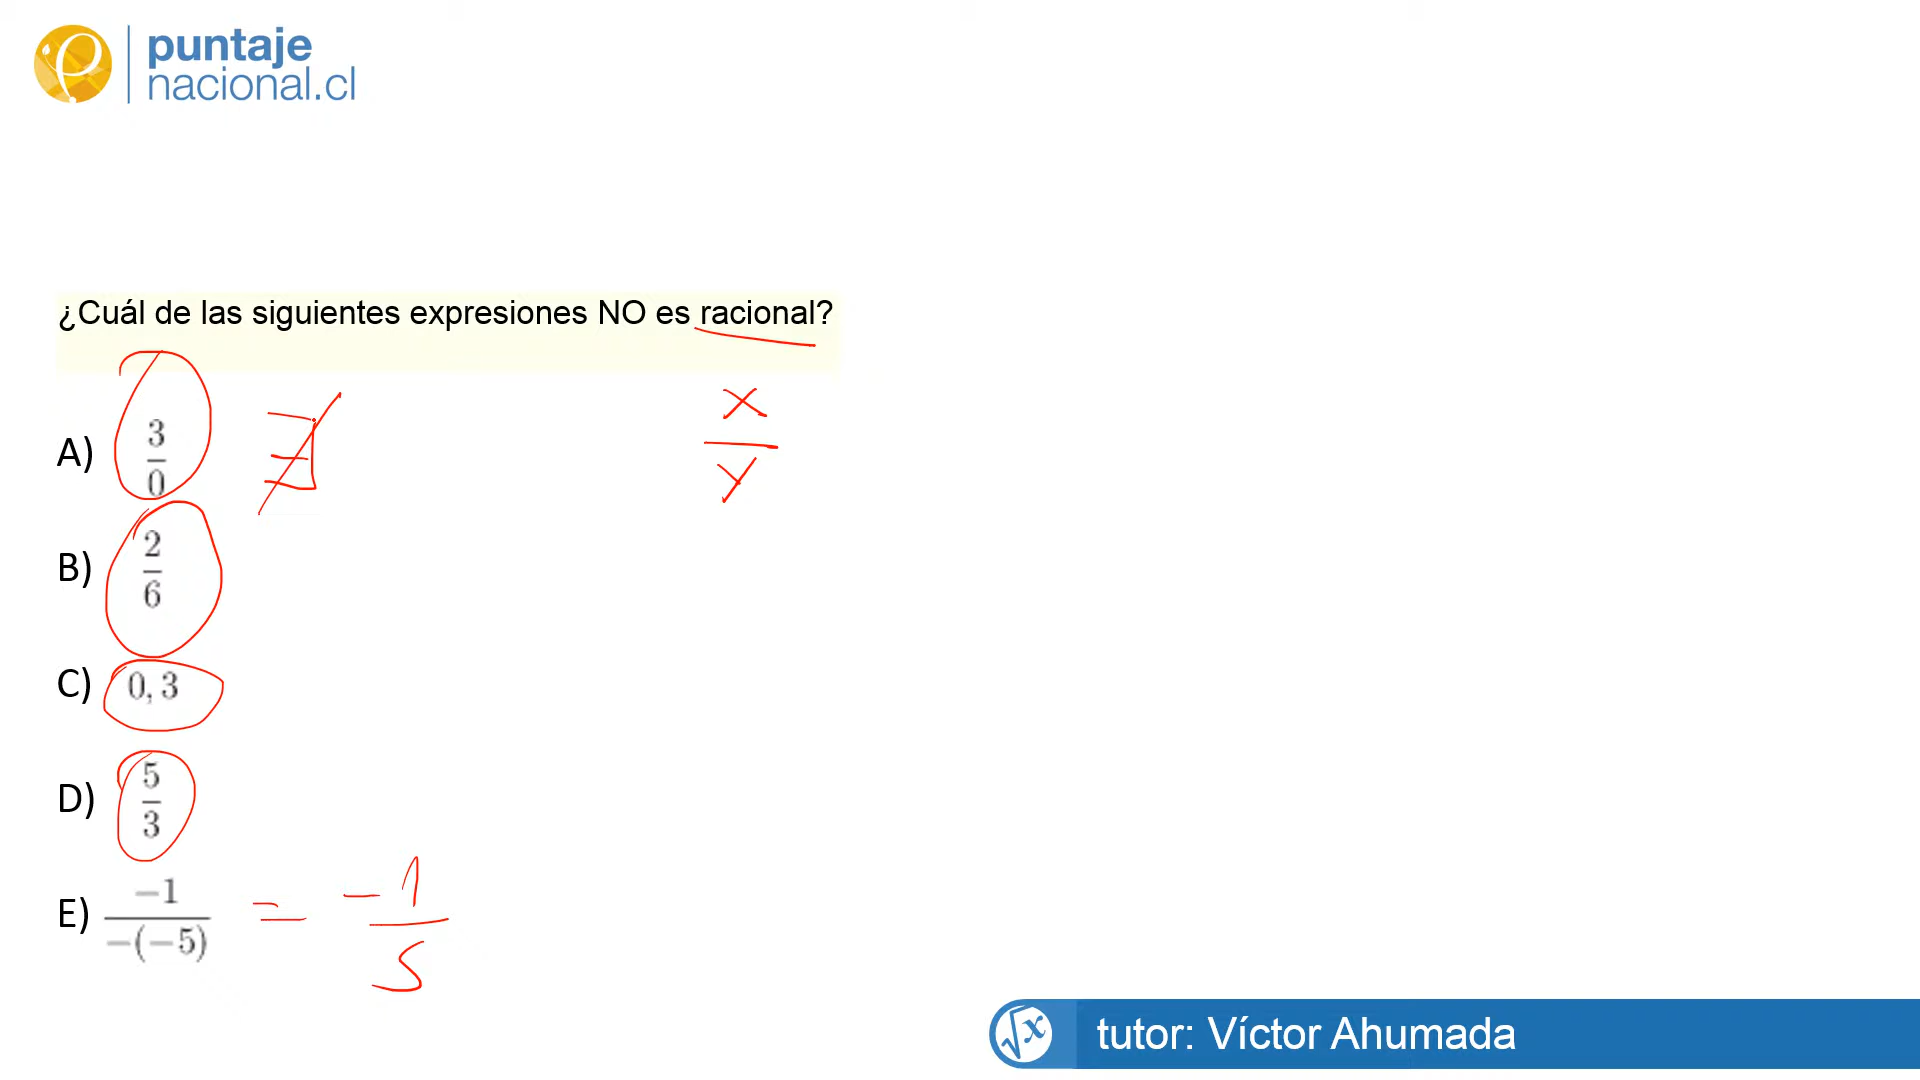 puntaje
nacional.cl
¿Cuál de las siguientes expresiones NO es racional?
A) 3/0 ∄
x/y
B) 2/6
C) 0,3
D) 5/3
E) −1/−(−5) = −1/5
√x tutor: Víctor Ahumada